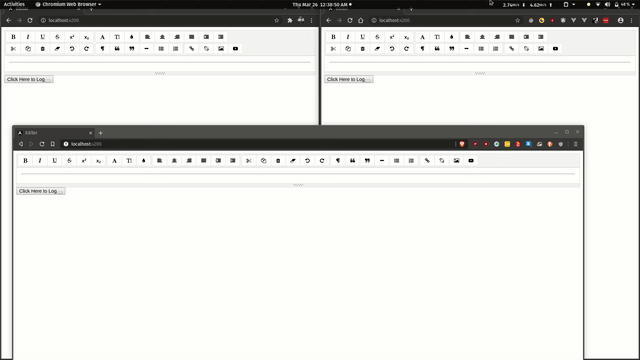 Activities Chromium Web Browser Thu Mar 26 12:38:50 AM 48 %
localhost:4200
localhost:4200
B I U S x² x₂ A T
B I U S x² x₂ A T
Click Here to Log
Click Here to Log
Editor
localhost:4200
B I U S x² x₂ A T
Click Here to Log